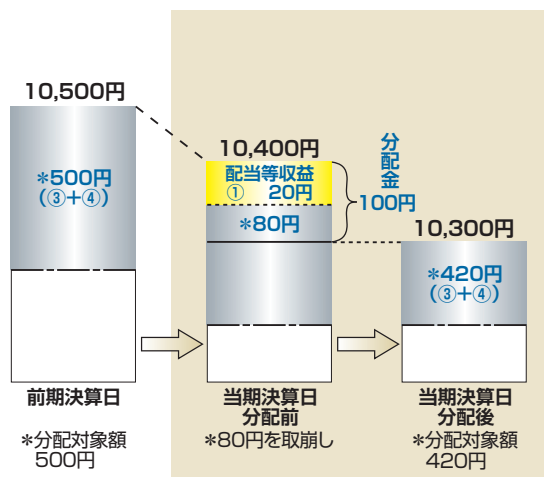 10,500円
*500円
(③+④)
前期決算日
*分配対象額
500円
10,400円
配当等収益
① 20円
*80円
分配金
100円
当期決算日
分配前
*80円を取崩し
10,300円
*420円
(③+④)
当期決算日
分配後
*分配対象額
420円